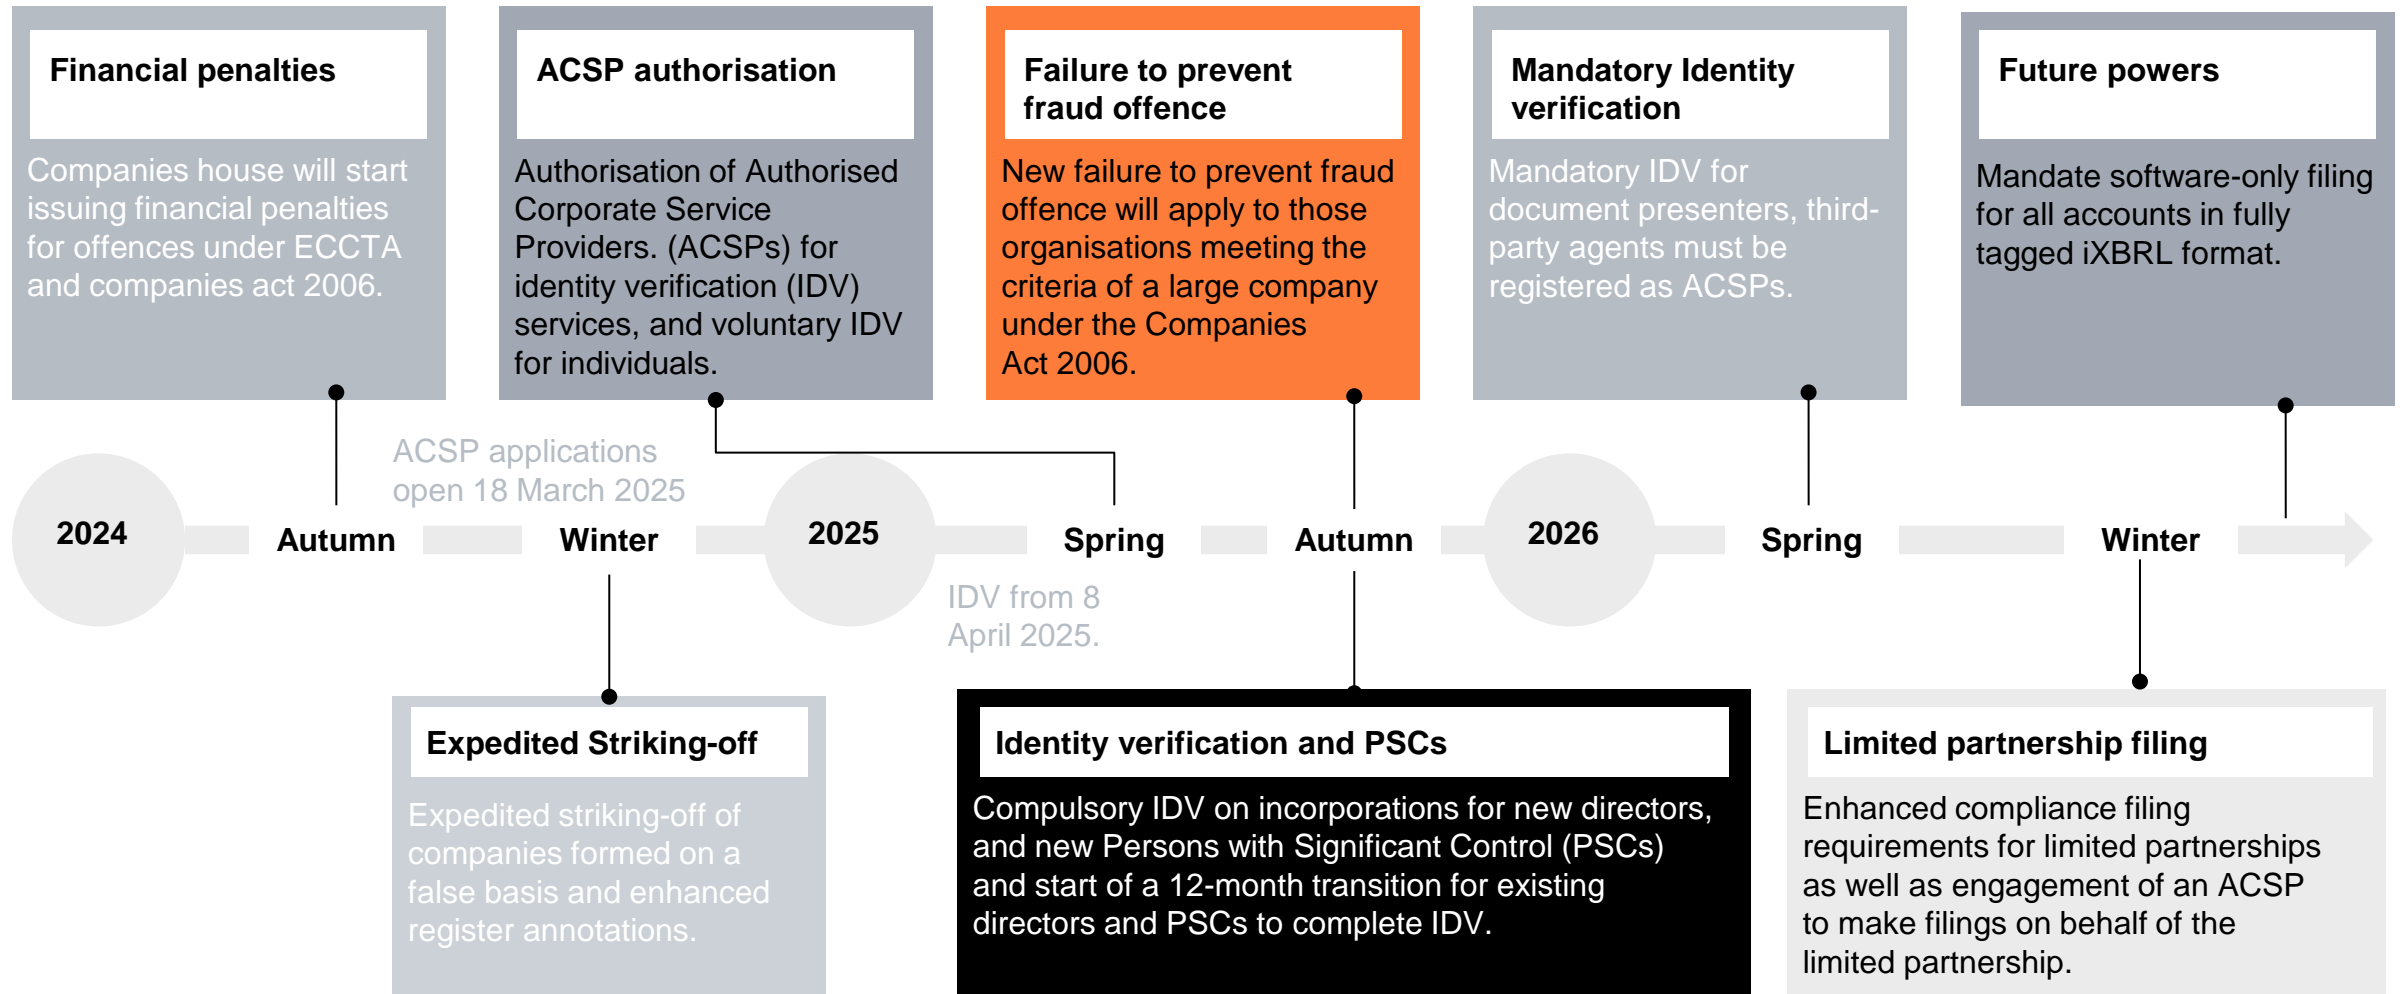 Financial penalties
Companies house will start
issuing financial penalties
for offences under ECCTA
and companies act 2006.
ACSP authorisation
Authorisation of Authorised
Corporate Service
Providers. (ACSPs) for
identity verification (IDV)
services, and voluntary IDV
for individuals.
Failure to prevent
fraud offence
New failure to prevent fraud
offence will apply to those
organisations meeting the
criteria of a large company
under the Companies
Act 2006.
Mandatory Identity
verification
Mandatory IDV for
document presenters, third-
party agents must be
registered as ACSPs.
Future powers
Mandate software-only filing
for all accounts in fully
tagged iXBRL format.
ACSP applications
open 18 March 2025
2024
Autumn
Winter
2025
Spring
Autumn
2026
Spring
Winter
IDV from 8
April 2025.
Expedited Striking-off
Expedited striking-off of
companies formed on a
false basis and enhanced
register annotations.
Identity verification and PSCs
Compulsory IDV on incorporations for new directors,
and new Persons with Significant Control (PSCs)
and start of a 12-month transition for existing
directors and PSCs to complete IDV.
Limited partnership filing
Enhanced compliance filing
requirements for limited partnerships
as well as engagement of an ACSP
to make filings on behalf of the
limited partnership.